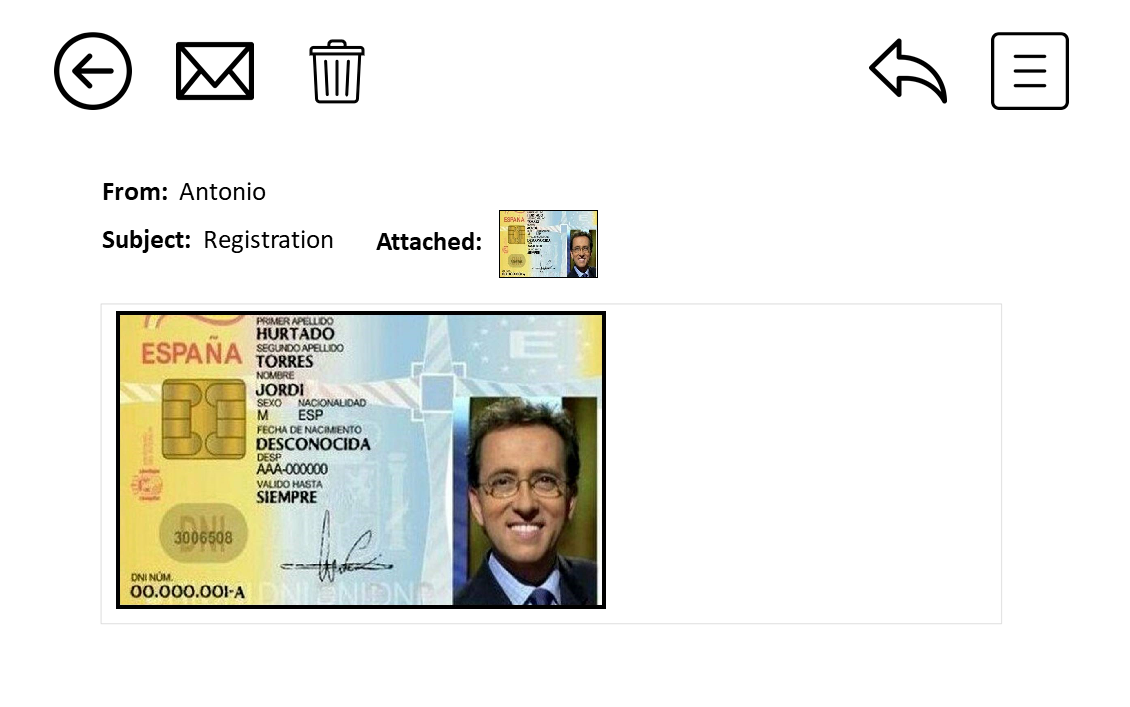 From: Antonio
Subject: Registration
Attached:
ESPAÑA
PRIMER APELLIDO
HURTADO
SEGUNDO APELLIDO
TORRES
NOMBRE
JORDI
SEXO NACIONALIDAD
M ESP
FECHA DE NACIMIENTO
DESCONOCIDA
DESP
AAA-000000
VALIDO HASTA
SIEMPRE
E
DNI
3006508
DNI NÚM.
00.000.001-A